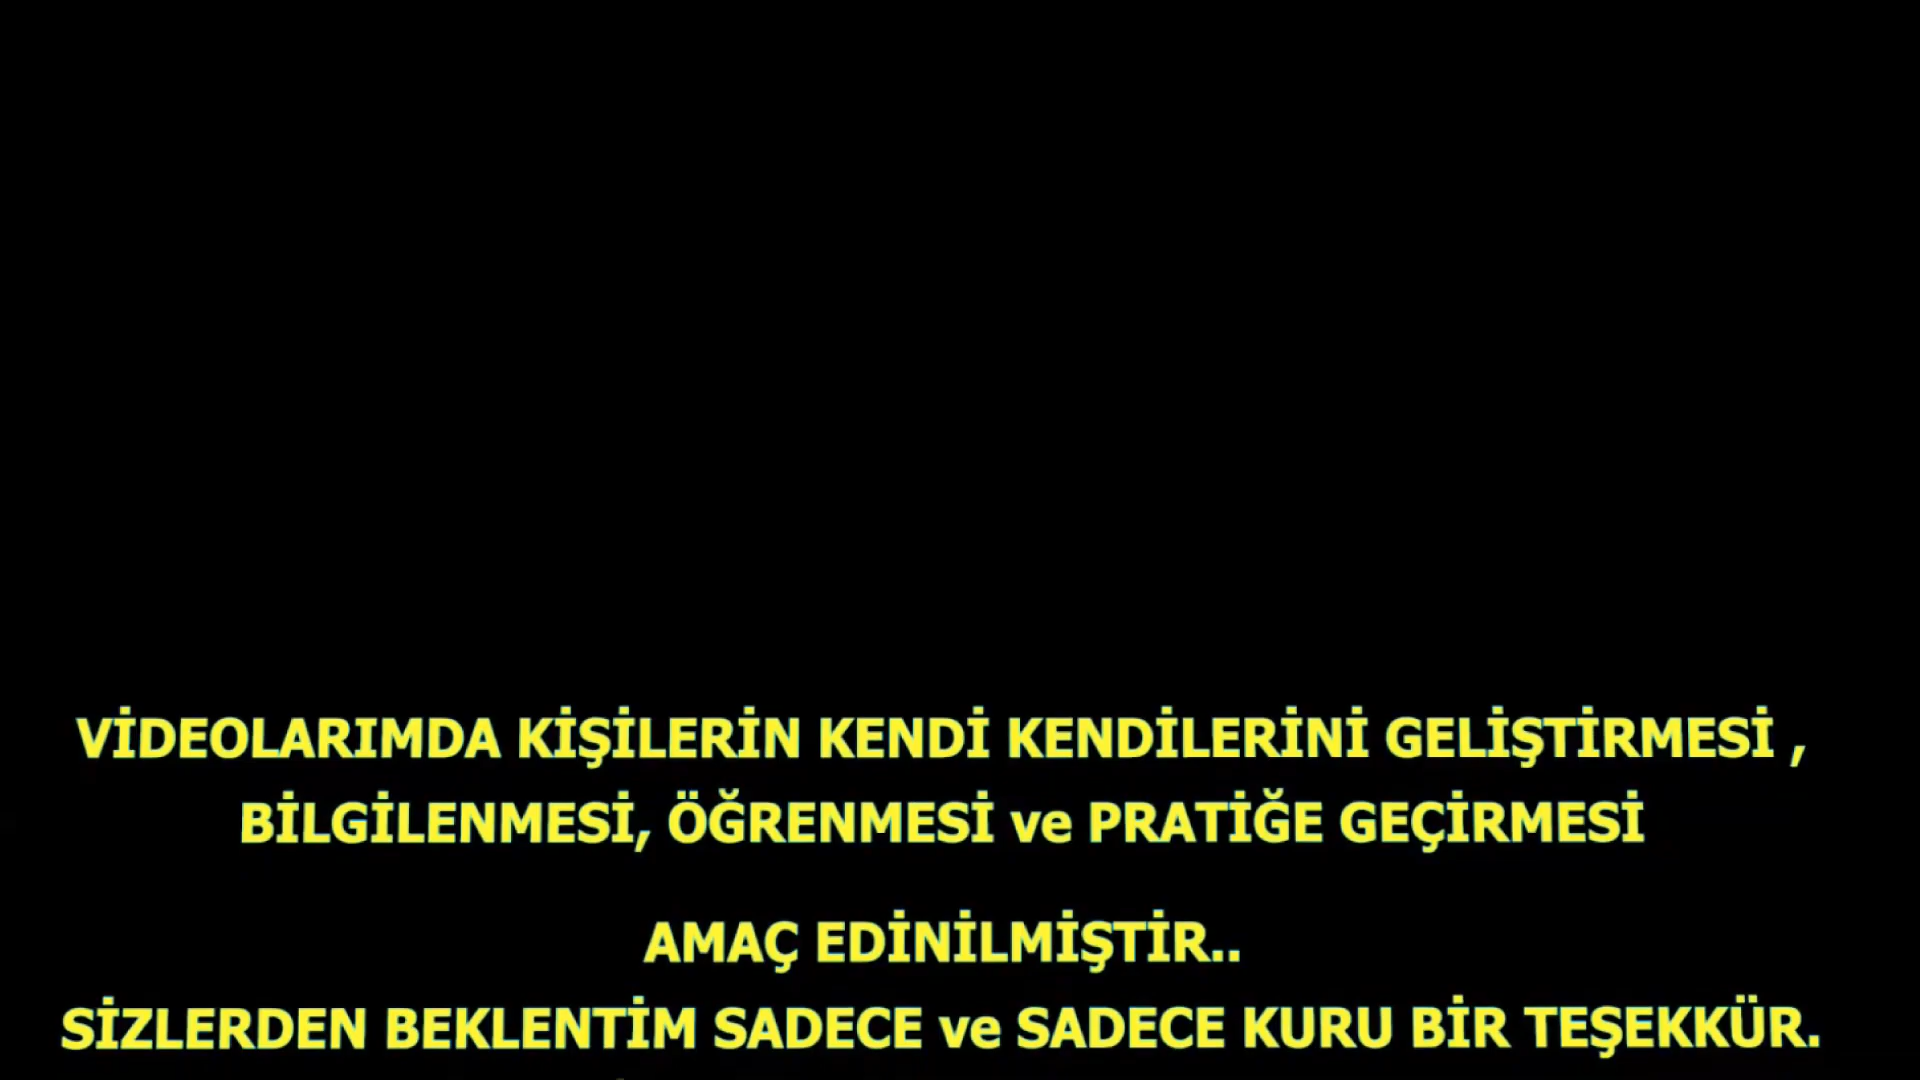 VİDEOLARIMDA KİŞİLERİN KENDİ KENDİLERİNİ GELİŞTİRMESİ ,
BİLGİLENMESİ, ÖĞRENMESİ ve PRATİĞE GEÇİRMESİ
AMAÇ EDİNİLMİŞTİR..
SİZLERDEN BEKLENTİM SADECE ve SADECE KURU BİR TEŞEKKÜR.